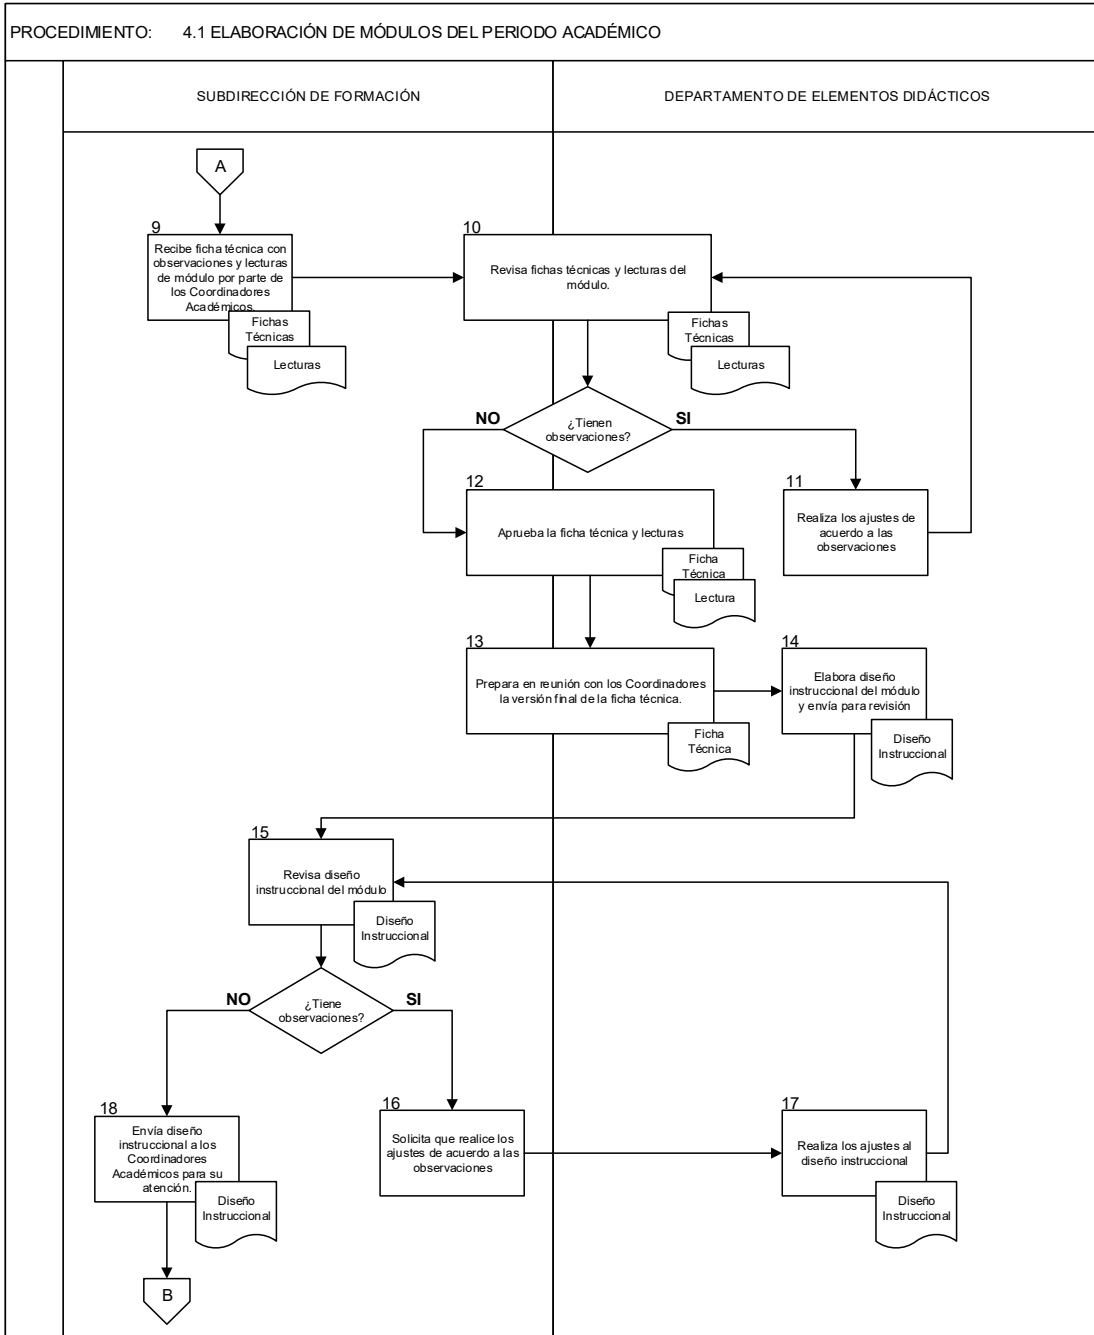 PROCEDIMIENTO: 4.1 ELABORACIÓN DE MÓDULOS DEL PERIODO ACADÉMICO
SUBDIRECCIÓN DE FORMACIÓN
DEPARTAMENTO DE ELEMENTOS DIDÁCTICOS
A
9
Recibe ficha técnica con
observaciones y lecturas
de módulo por parte de
los Coordinadores
Académicos.
Fichas
Técnicas
Lecturas
10
Revisa fichas técnicas y lecturas del
módulo.
Fichas
Técnicas
Lecturas
NO
¿Tienen
observaciones?
SI
12
Aprueba la ficha técnica y lecturas
Ficha
Técnica
Lectura
11
Realiza los ajustes de
acuerdo a las
observaciones
13
Prepara en reunión con los Coordinadores
la versión final de la ficha técnica.
Ficha
Técnica
14
Elabora diseño
instruccional del módulo
y envía para revisión
Diseño
Instruccional
15
Revisa diseño
instruccional del módulo
Diseño
Instruccional
NO
¿Tiene
observaciones?
SI
18
Envía diseño
instruccional a los
Coordinadores
Académicos para su
atención.
Diseño
Instruccional
16
Solicita que realice los
ajustes de acuerdo a las
observaciones
17
Realiza los ajustes al
diseño instruccional
Diseño
Instruccional
B